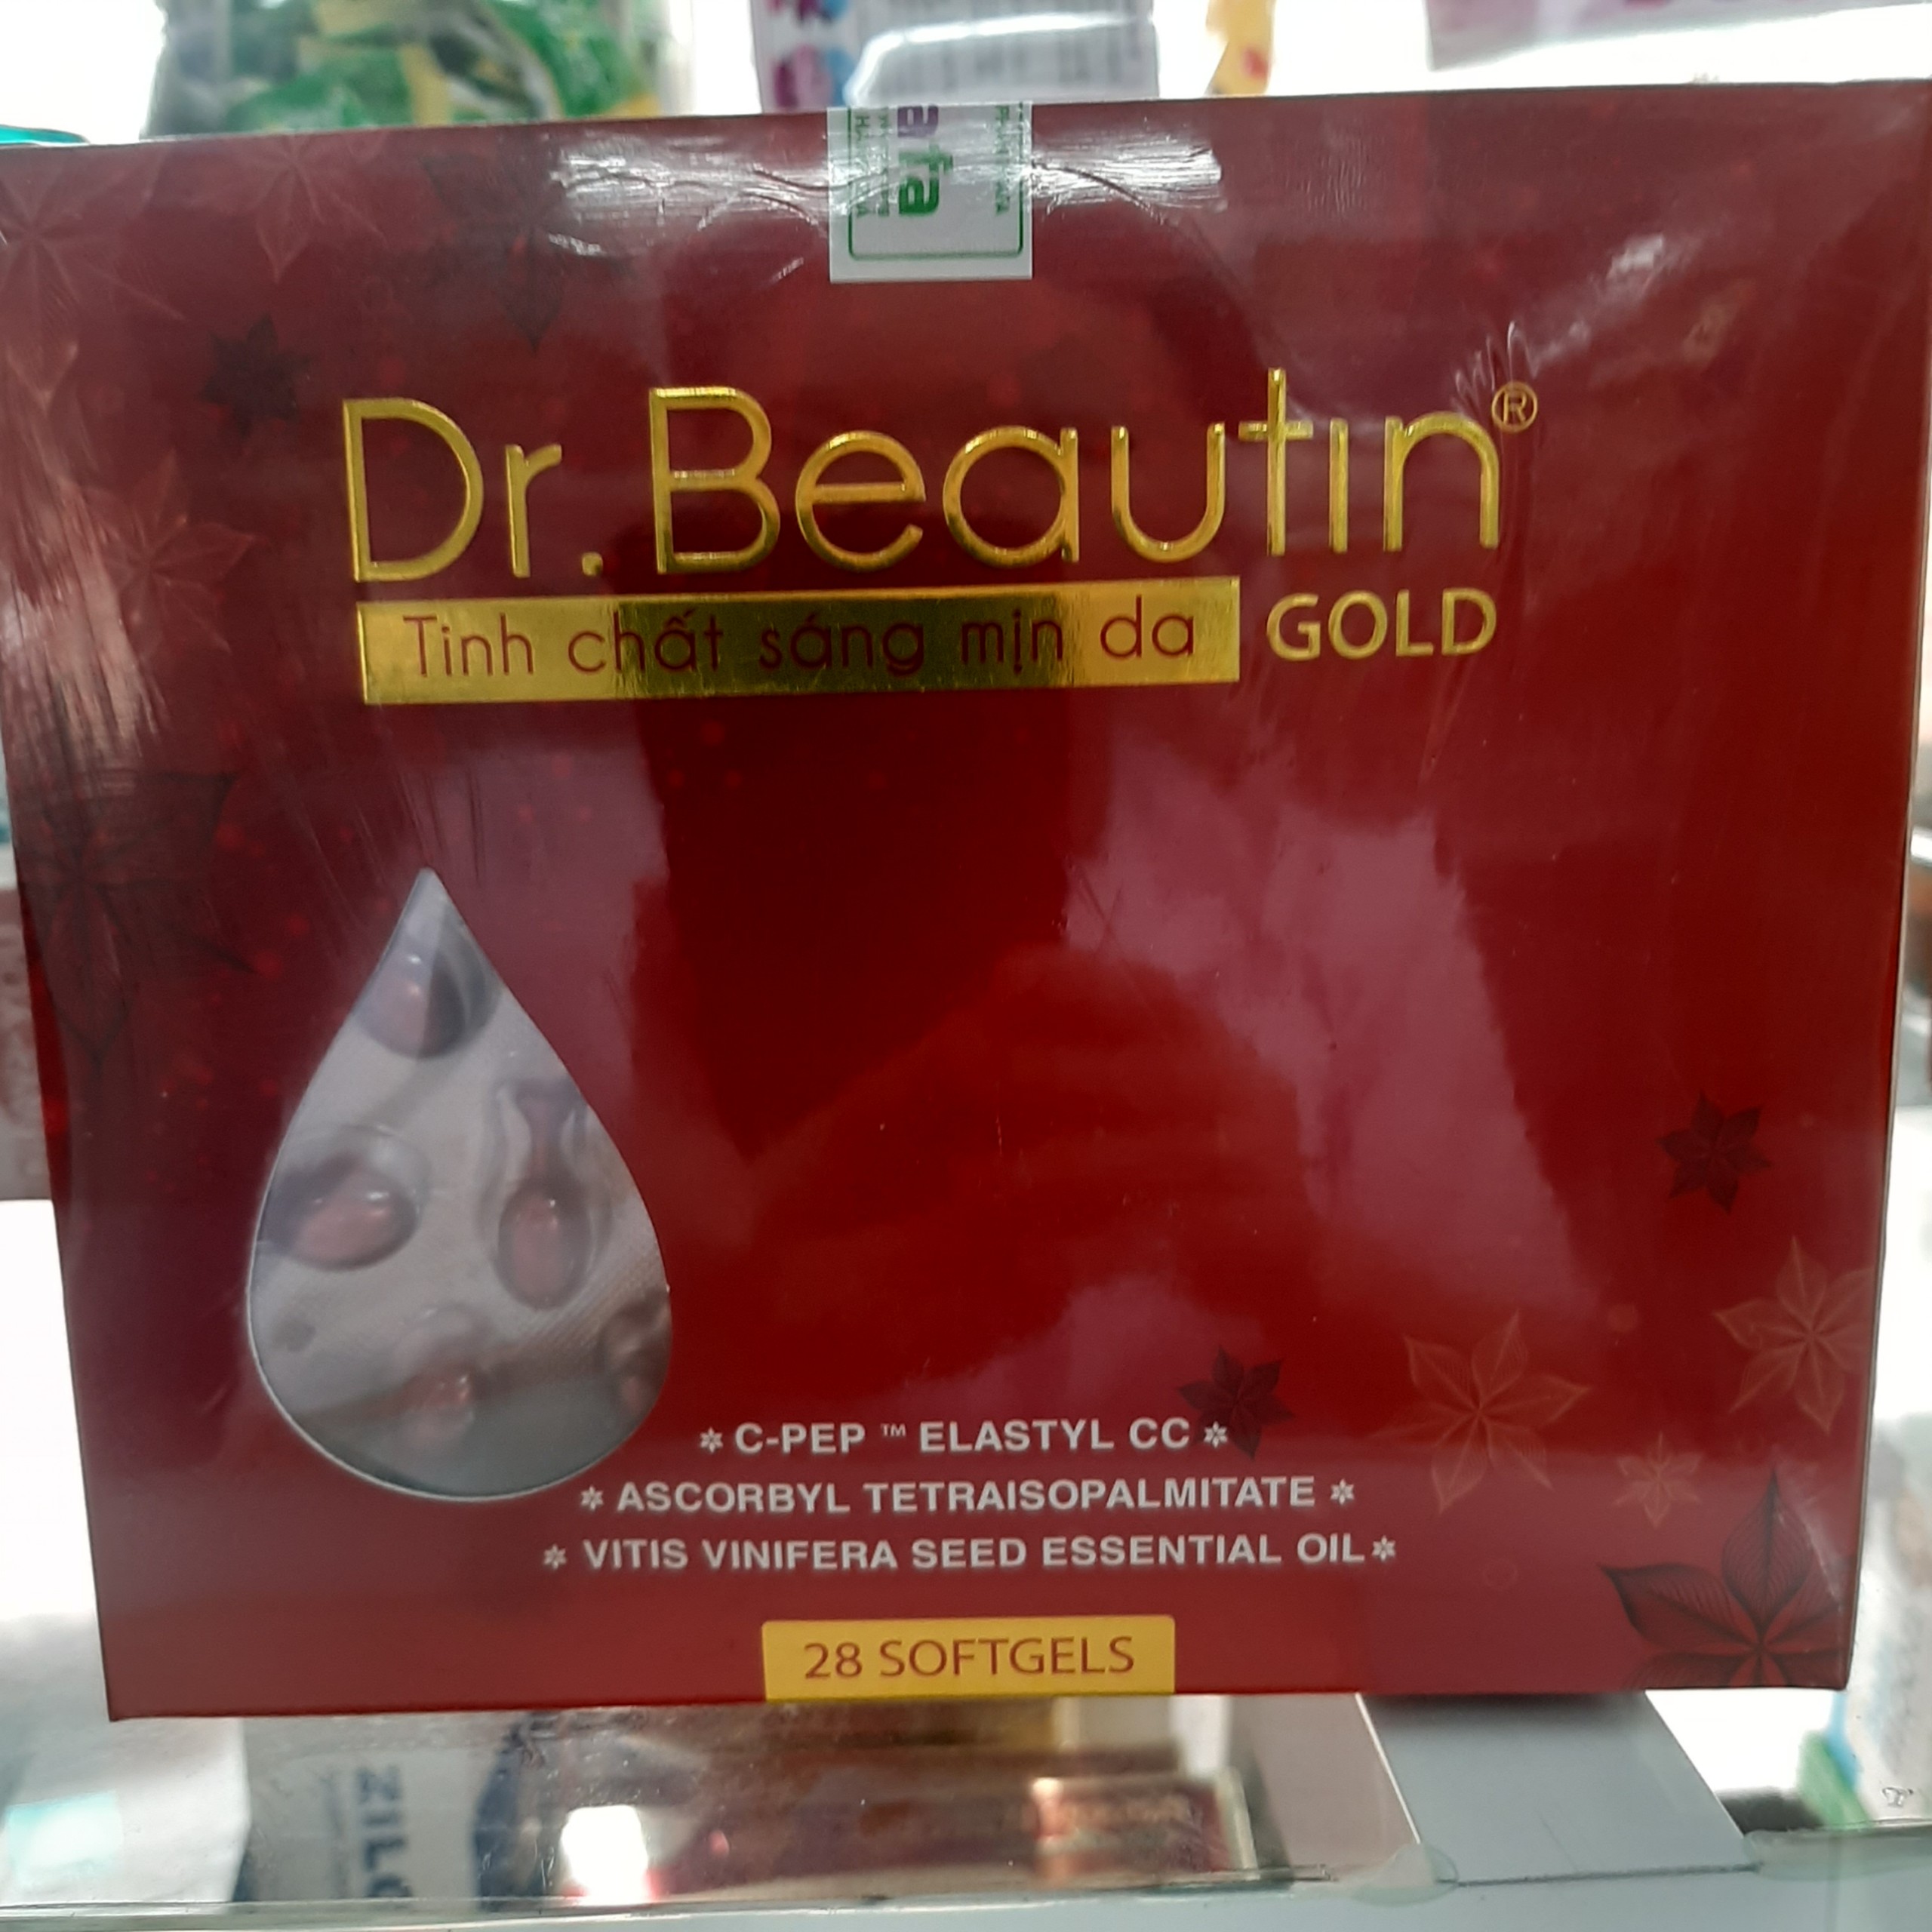 fa
Dr.Beautin®
Tinh chất sáng mịn da GOLD
* C-PEP ™ ELASTYL CC *
* ASCORBYL TETRAISOPALMITATE *
* VITIS VINIFERA SEED ESSENTIAL OIL *
28 SOFTGELS